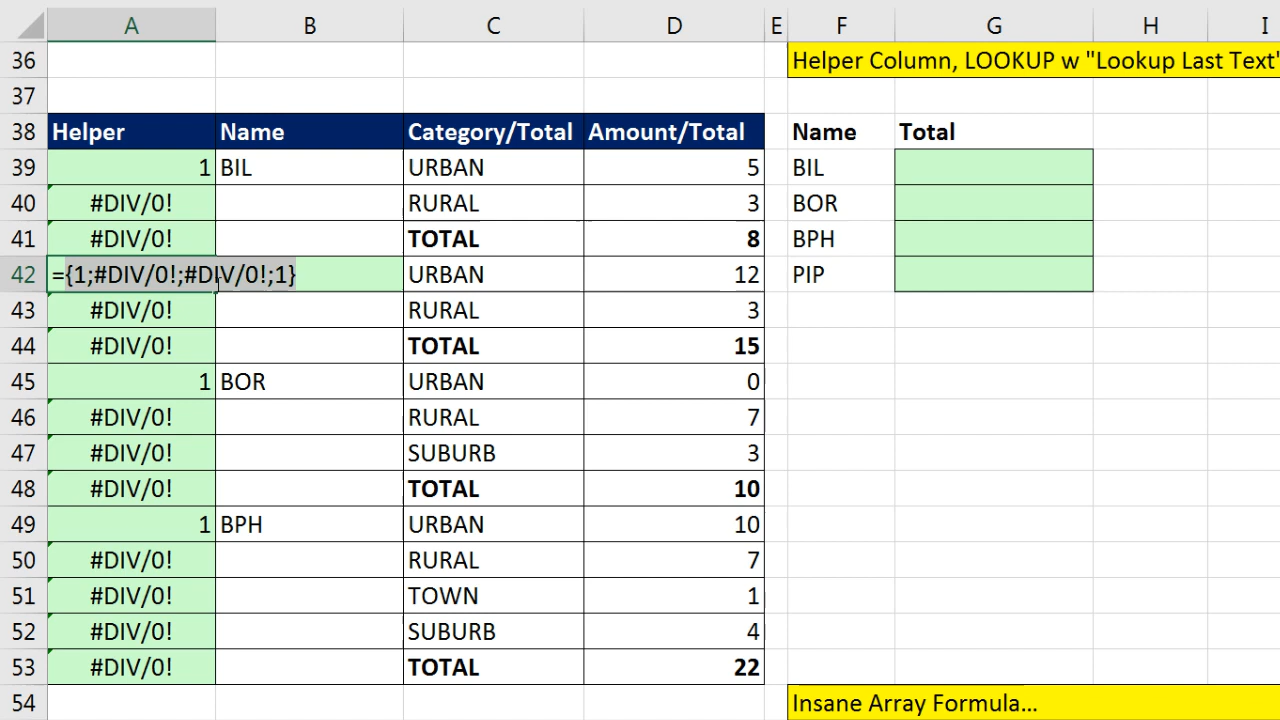 A B C D E F G H I
36 Helper Column, LOOKUP w "Lookup Last Text"
37
38 Helper Name Category/Total Amount/Total Name Total
39 1 BIL URBAN 5 BIL
40 #DIV/0! RURAL 3 BOR
41 #DIV/0! TOTAL 8 BPH
42 ={1;#DIV/0!;#DIV/0!;1} URBAN 12 PIP
43 #DIV/0! RURAL 3
44 #DIV/0! TOTAL 15
45 1 BOR URBAN 0
46 #DIV/0! RURAL 7
47 #DIV/0! SUBURB 3
48 #DIV/0! TOTAL 10
49 1 BPH URBAN 10
50 #DIV/0! RURAL 7
51 #DIV/0! TOWN 1
52 #DIV/0! SUBURB 4
53 #DIV/0! TOTAL 22
54 Insane Array Formula...